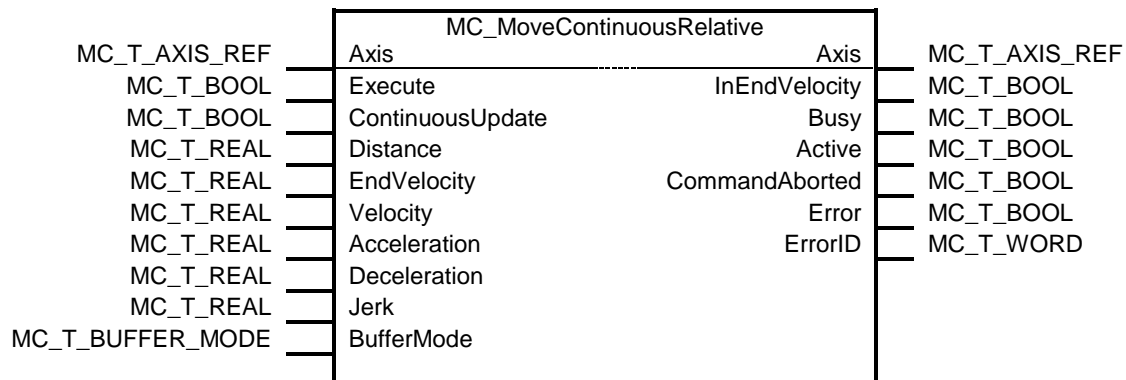 MC_MoveContinuousRelative
MC_T_AXIS_REF Axis Axis MC_T_AXIS_REF
MC_T_BOOL Execute InEndVelocity MC_T_BOOL
MC_T_BOOL ContinuousUpdate Busy MC_T_BOOL
MC_T_REAL Distance Active MC_T_BOOL
MC_T_REAL EndVelocity CommandAborted MC_T_BOOL
MC_T_REAL Velocity Error MC_T_BOOL
MC_T_REAL Acceleration ErrorID MC_T_WORD
MC_T_REAL Deceleration
MC_T_REAL Jerk
MC_T_BUFFER_MODE BufferMode